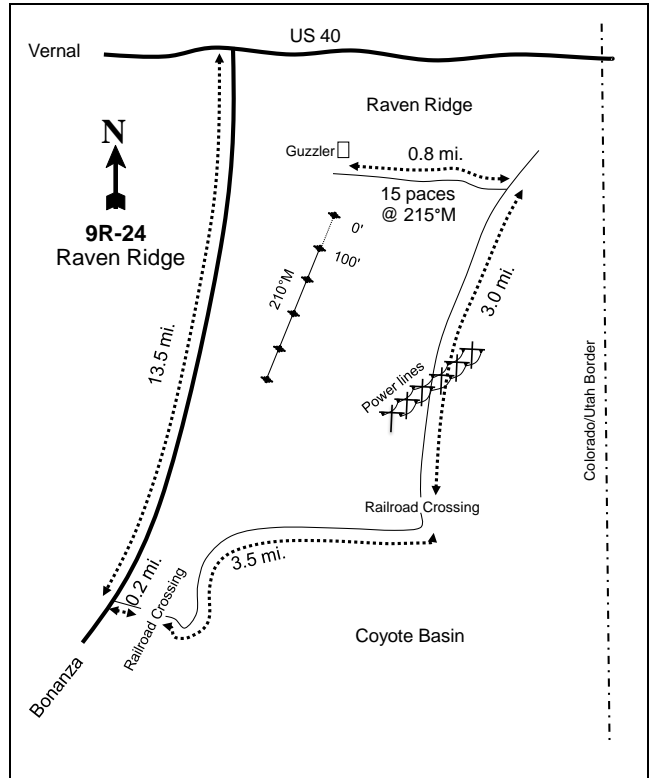 US 40
Vernal
Raven Ridge
N
Guzzler
0.8 mi.
15 paces
@ 215°M
9R-24
Raven Ridge
0'
100'
210°M
3.0 mi.
13.5 mi.
Power lines
Colorado/Utah Border
Railroad Crossing
3.5 mi.
0.2 mi.
Railroad Crossing
Coyote Basin
Bonanza